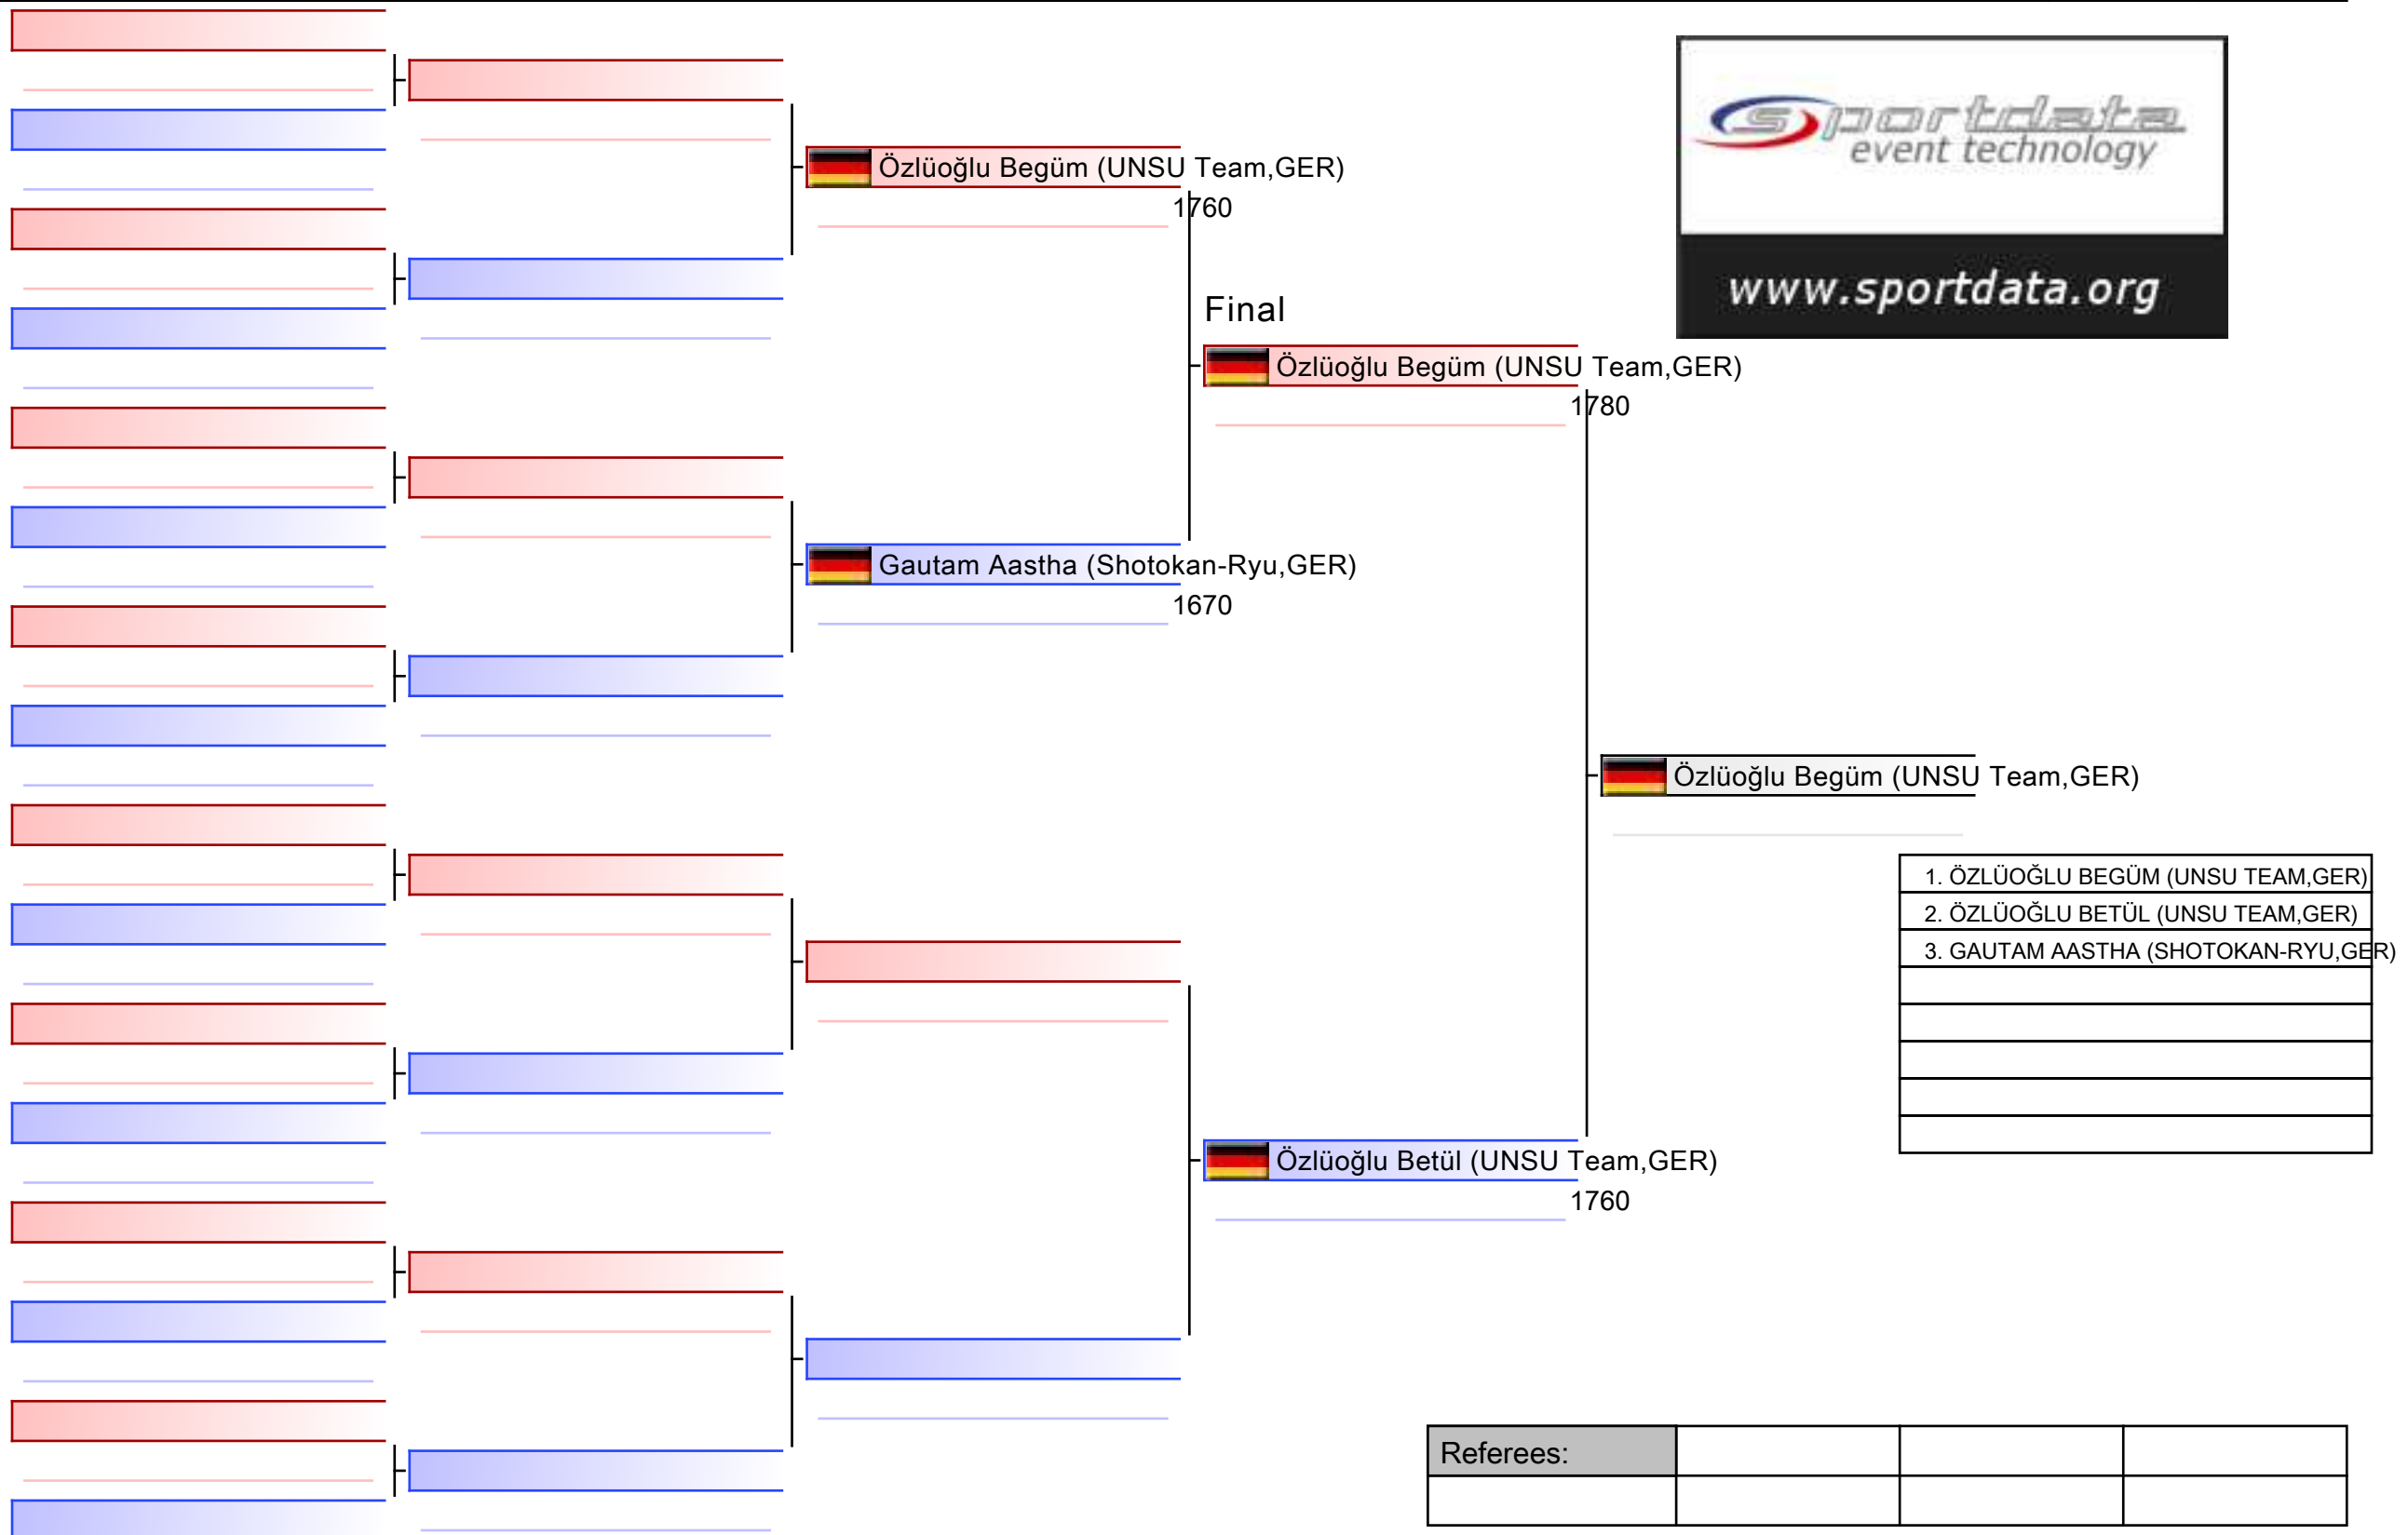 sportdata
event technology
www.sportdata.org
Özlüoğlu Begüm (UNSU Team,GER)
1760
Final
Özlüoğlu Begüm (UNSU Team,GER)
1780
Gautam Aastha (Shotokan-Ryu,GER)
1670
Özlüoğlu Begüm (UNSU Team,GER)
1. ÖZLÜOĞLU BEGÜM (UNSU TEAM,GER)
2. ÖZLÜOĞLU BETÜL (UNSU TEAM,GER)
3. GAUTAM AASTHA (SHOTOKAN-RYU,GER)
Özlüoğlu Betül (UNSU Team,GER)
1760
Referees: